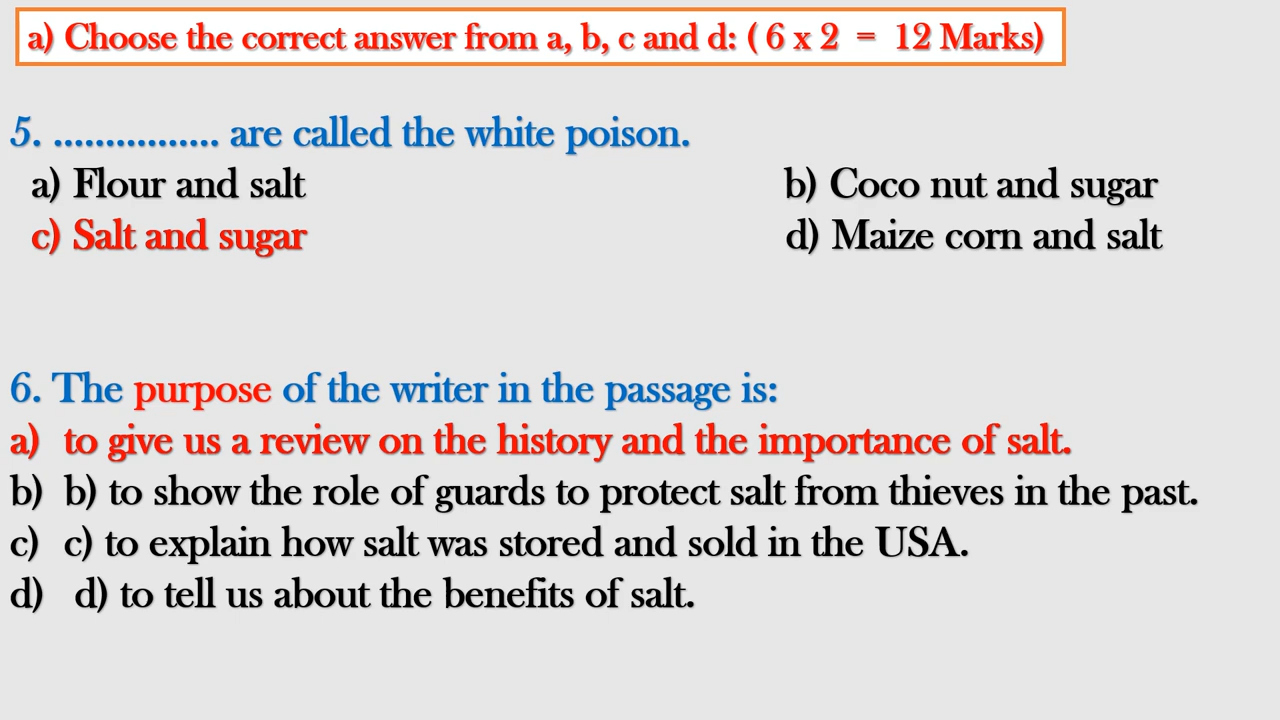 a) Choose the correct answer from a, b, c and d: ( 6 x 2 = 12 Marks)
5. ................ are called the white poison.
a) Flour and salt b) Coco nut and sugar
c) Salt and sugar d) Maize corn and salt
6. The purpose of the writer in the passage is:
a) to give us a review on the history and the importance of salt.
b) b) to show the role of guards to protect salt from thieves in the past.
c) c) to explain how salt was stored and sold in the USA.
d) d) to tell us about the benefits of salt.